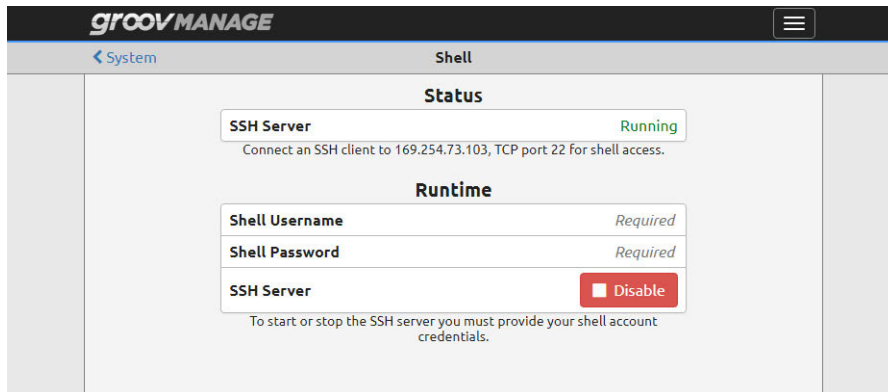 groov MANAGE
System
Shell
Status
SSH Server Running
Connect an SSH client to 169.254.73.103, TCP port 22 for shell access.
Runtime
Shell Username Required
Shell Password Required
SSH Server Disable
To start or stop the SSH server you must provide your shell account
credentials.